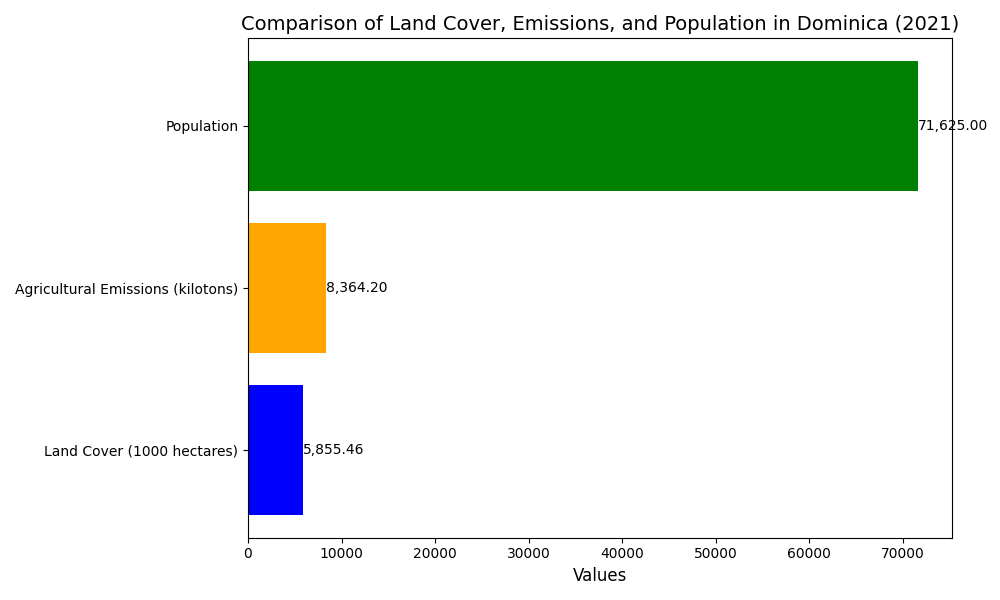 Comparison of Land Cover, Emissions, and Population in Dominica (2021)
Population
71,625.00
Agricultural Emissions (kilotons)
8,364.20
Land Cover (1000 hectares)
5,855.46
0 10000 20000 30000 40000 50000 60000 70000
Values